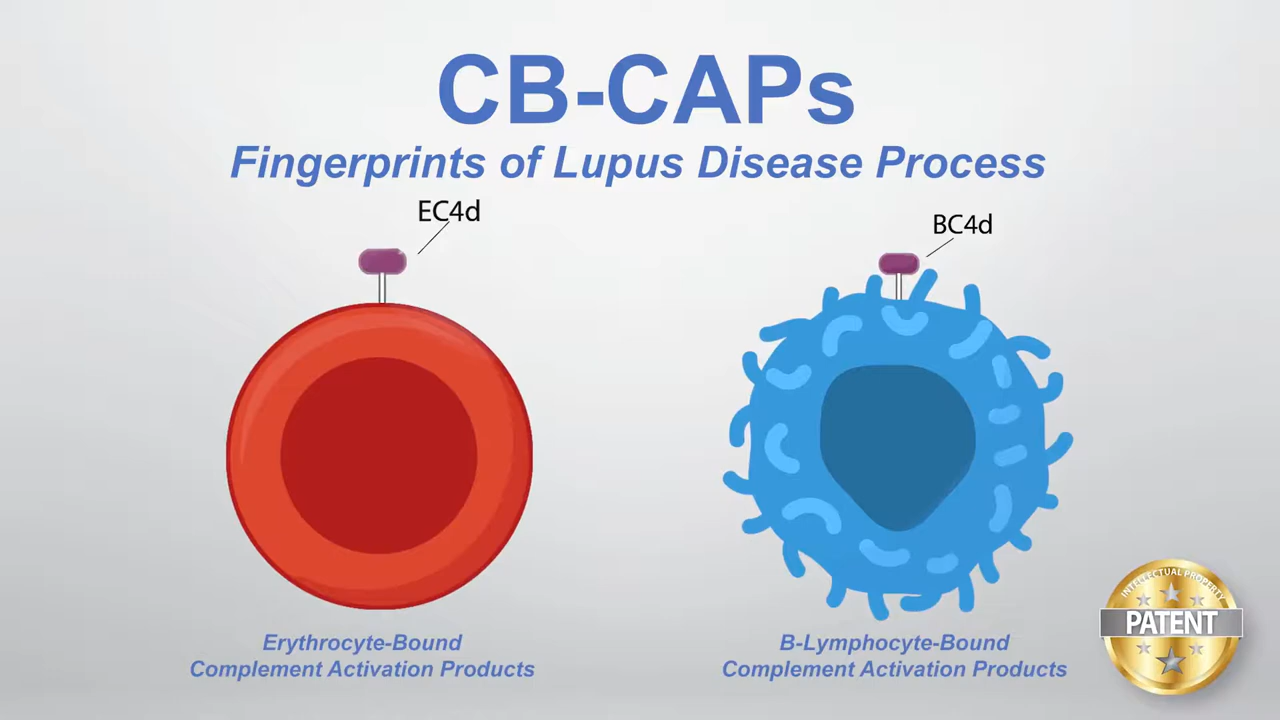 CB-CAPs
Fingerprints of Lupus Disease Process
EC4d
BC4d
Erythrocyte-Bound
Complement Activation Products
B-Lymphocyte-Bound
Complement Activation Products
INTELLECTUAL PROPERTY
PATENT